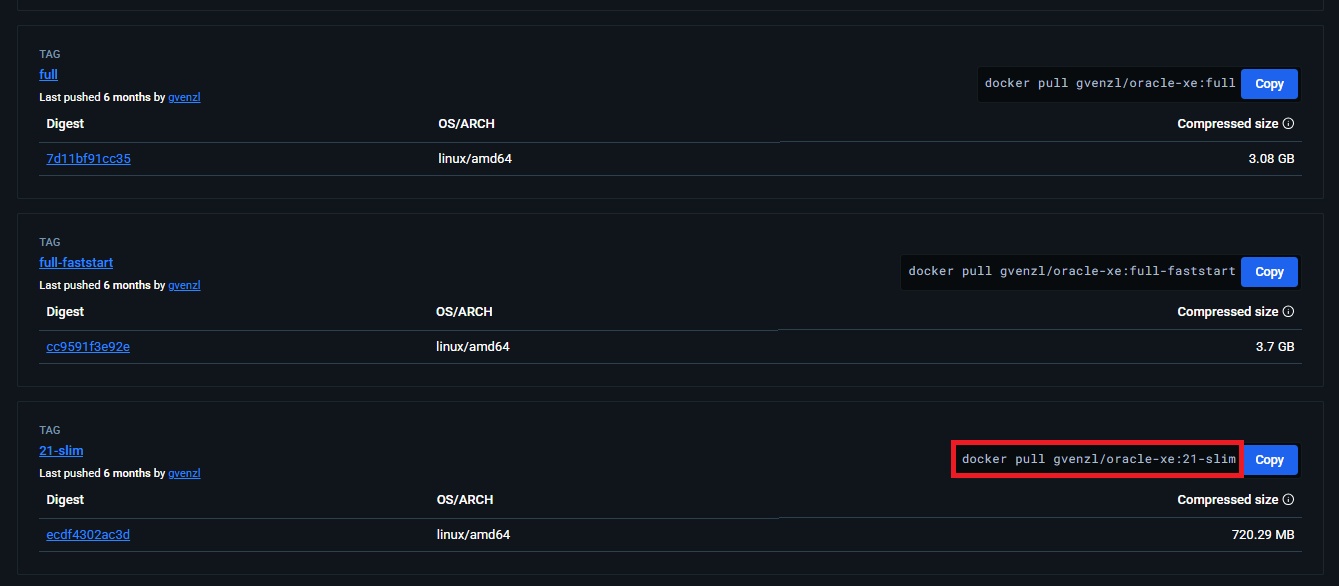 TAG
full
docker pull gvenzl/oracle-xe:full Copy
Last pushed 6 months by gvenzl
Digest OS/ARCH Compressed size
7d11bf91cc35 linux/amd64 3.08 GB
TAG
full-faststart
docker pull gvenzl/oracle-xe:full-faststart Copy
Last pushed 6 months by gvenzl
Digest OS/ARCH Compressed size
cc9591f3e92e linux/amd64 3.7 GB
TAG
21-slim
docker pull gvenzl/oracle-xe:21-slim Copy
Last pushed 6 months by gvenzl
Digest OS/ARCH Compressed size
ecdf4302ac3d linux/amd64 720.29 MB